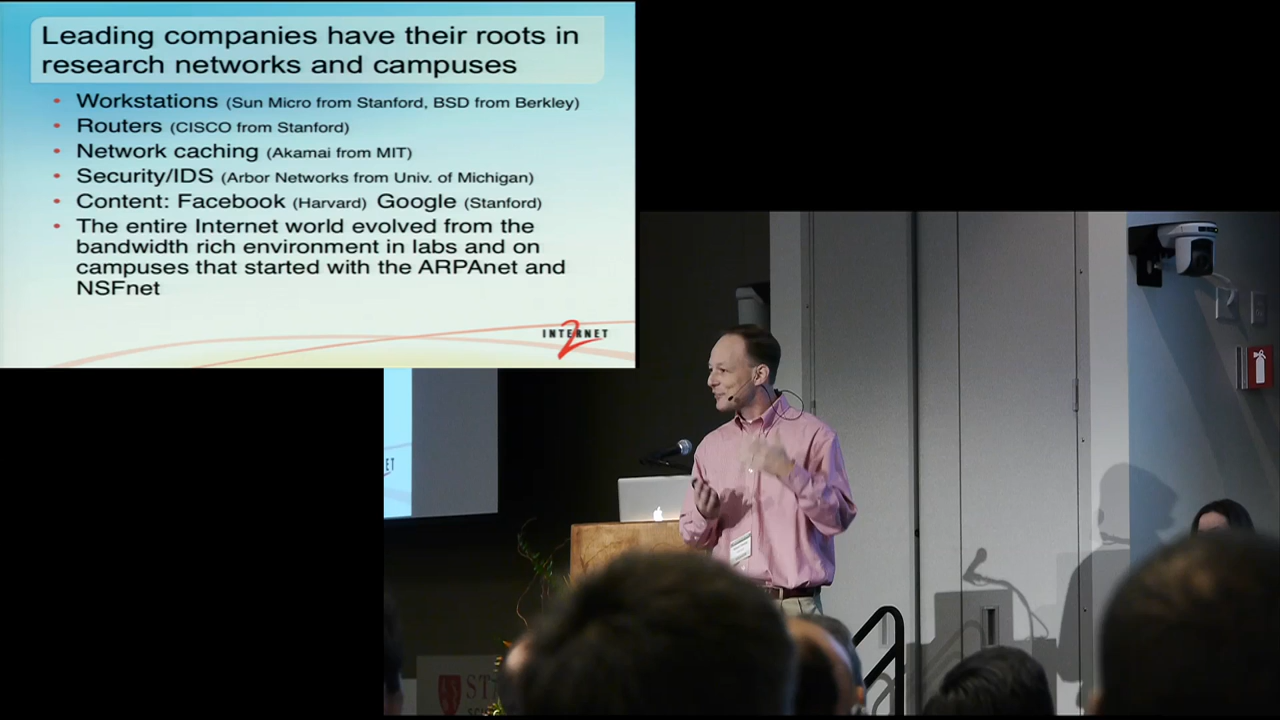 Leading companies have their roots in
research networks and campuses
• Workstations (Sun Micro from Stanford, BSD from Berkley)
• Routers (CISCO from Stanford)
• Network caching (Akamai from MIT)
• Security/IDS (Arbor Networks from Univ. of Michigan)
• Content: Facebook (Harvard) Google (Stanford)
• The entire Internet world evolved from the
bandwidth rich environment in labs and on
campuses that started with the ARPAnet and
NSFnet
INTERNET
2
ET
ST